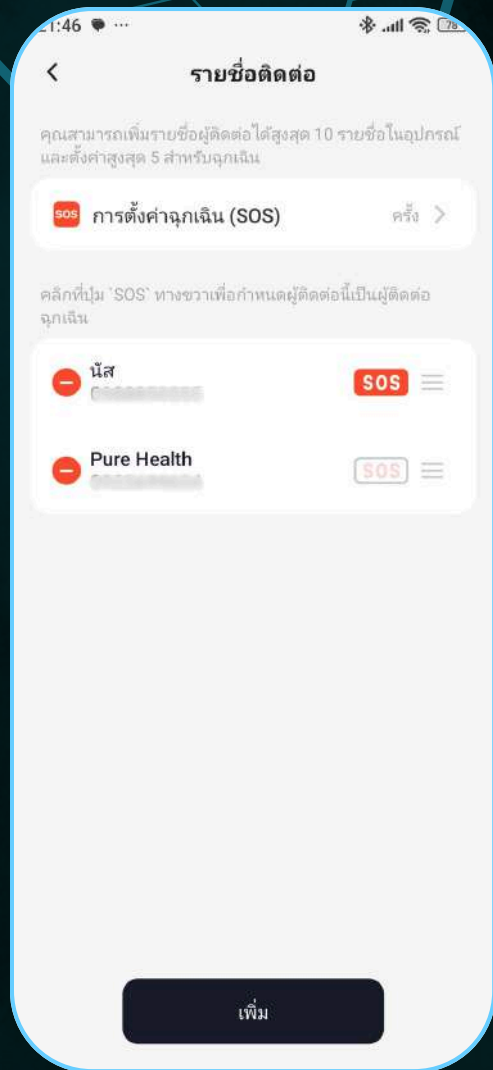 1:46
78
รายชื่อติดต่อ
คุณสามารถเพิ่มรายชื่อผู้ติดต่อได้สูงสุด 10 รายชื่อในอุปกรณ์
และตั้งค่าสูงสุด 5 สำหรับฉุกเฉิน
SOS การตั้งค่าฉุกเฉิน (SOS) ครั้ง
คลิกที่ปุ่ม `SOS` ทางขวาเพื่อกำหนดผู้ติดต่อนี้เป็นผู้ติดต่อ
ฉุกเฉิน
นัส
SOS
Pure Health
SOS
เพิ่ม